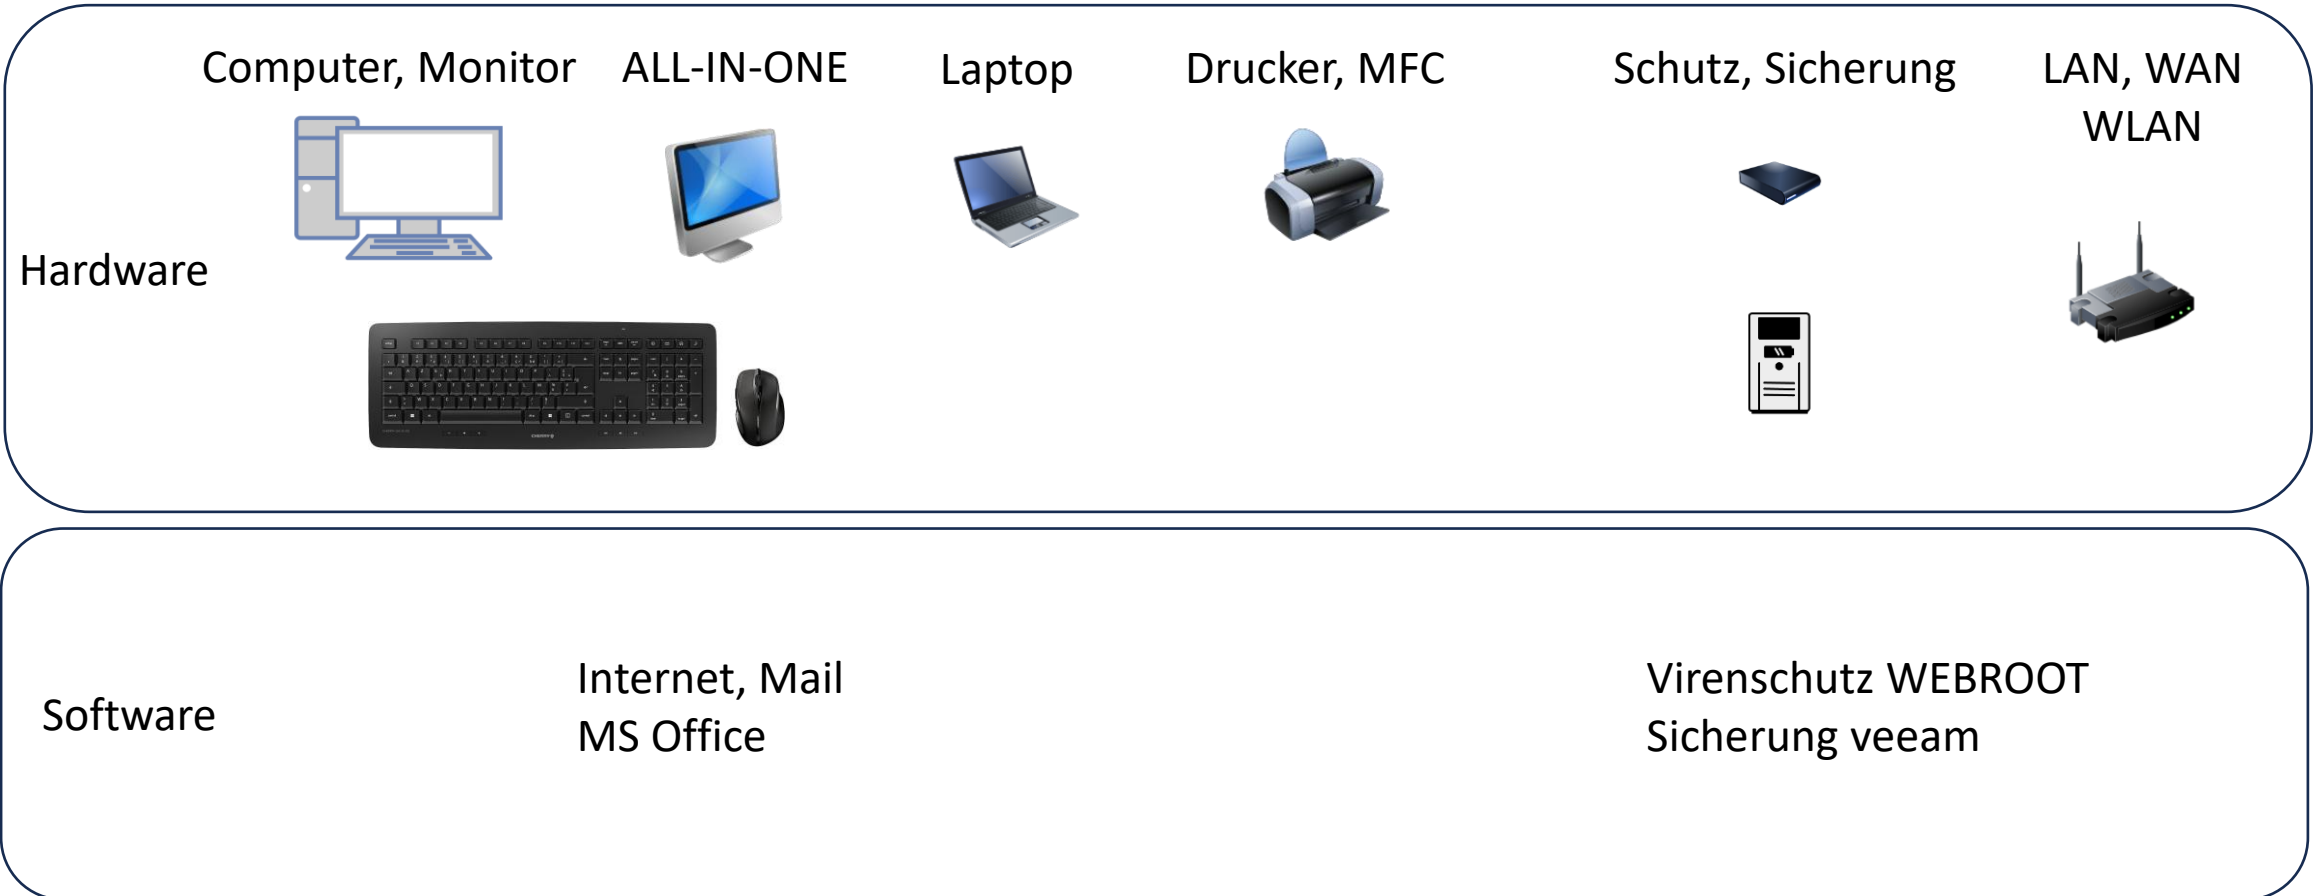 Computer, Monitor
ALL-IN-ONE
Laptop
Drucker, MFC
Schutz, Sicherung
LAN, WAN
WLAN
Hardware
Software
Internet, Mail
MS Office
Virenschutz WEBROOT
Sicherung veeam